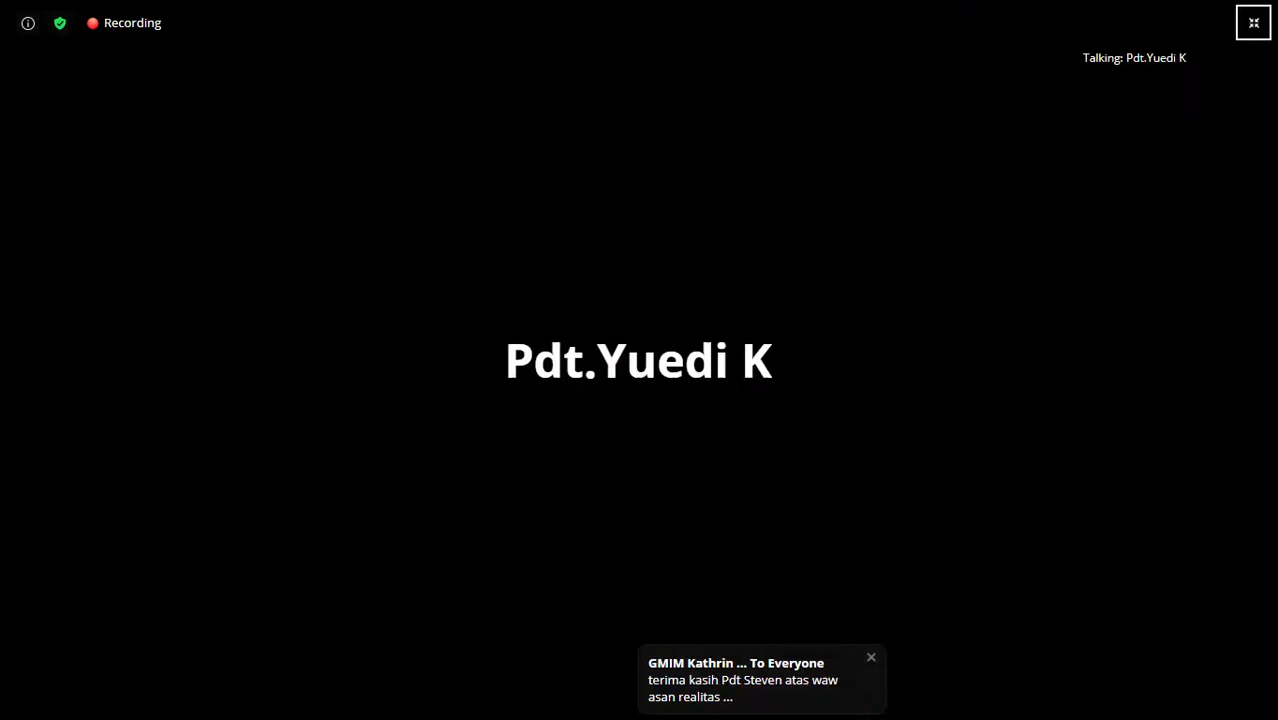 Recording
Talking: Pdt.Yuedi K
Pdt.Yuedi K
GMIM Kathrin ... To Everyone
terima kasih Pdt Steven atas waw
asan realitas ...